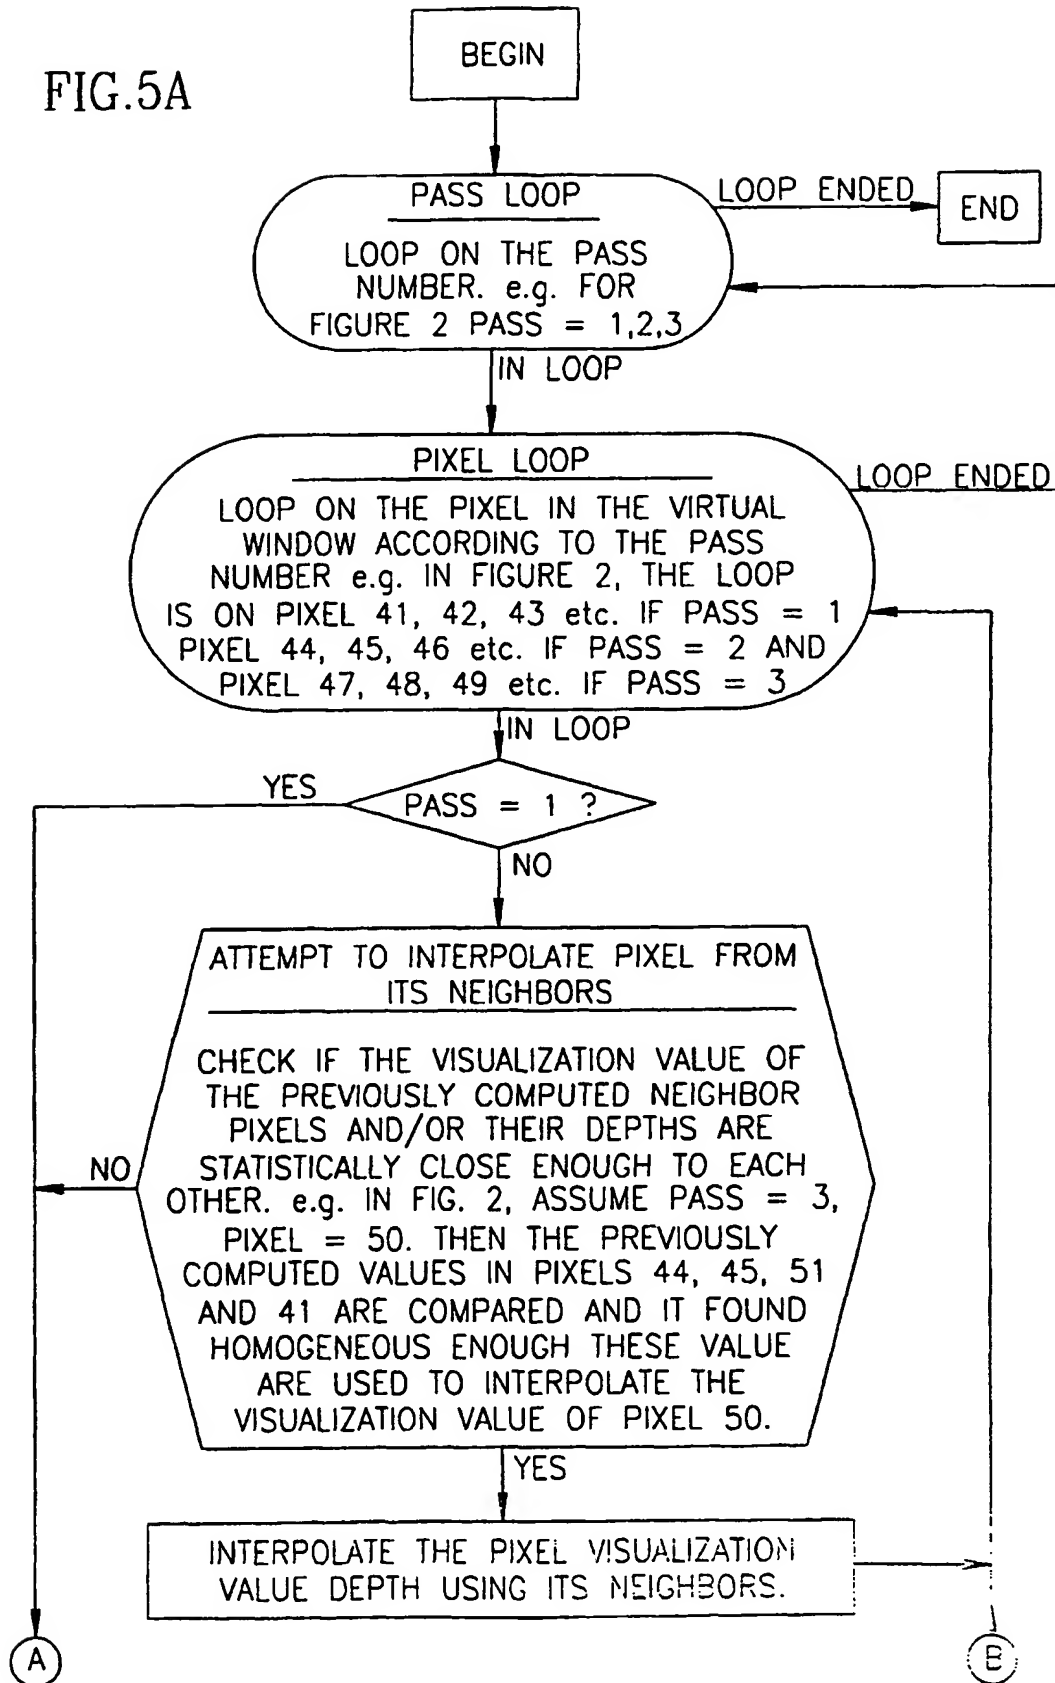 FIG.5A
BEGIN
PASS LOOP
LOOP ON THE PASS
NUMBER. e.g. FOR
FIGURE 2 PASS = 1,2,3
LOOP ENDED
END
IN LOOP
PIXEL LOOP
LOOP ON THE PIXEL IN THE VIRTUAL
WINDOW ACCORDING TO THE PASS
NUMBER e.g. IN FIGURE 2, THE LOOP
IS ON PIXEL 41, 42, 43 etc. IF PASS = 1
PIXEL 44, 45, 46 etc. IF PASS = 2 AND
PIXEL 47, 48, 49 etc. IF PASS = 3
LOOP ENDED
IN LOOP
YES
PASS = 1 ?
NO
ATTEMPT TO INTERPOLATE PIXEL FROM
ITS NEIGHBORS
CHECK IF THE VISUALIZATION VALUE OF
THE PREVIOUSLY COMPUTED NEIGHBOR
PIXELS AND/OR THEIR DEPTHS ARE
STATISTICALLY CLOSE ENOUGH TO EACH
OTHER. e.g. IN FIG. 2, ASSUME PASS = 3,
PIXEL = 50. THEN THE PREVIOUSLY
COMPUTED VALUES IN PIXELS 44, 45, 51
AND 41 ARE COMPARED AND IT FOUND
HOMOGENEOUS ENOUGH THESE VALUE
ARE USED TO INTERPOLATE THE
VISUALIZATION VALUE OF PIXEL 50.
NO
YES
INTERPOLATE THE PIXEL VISUALIZATION
VALUE DEPTH USING ITS NEIGHBORS.
A
B